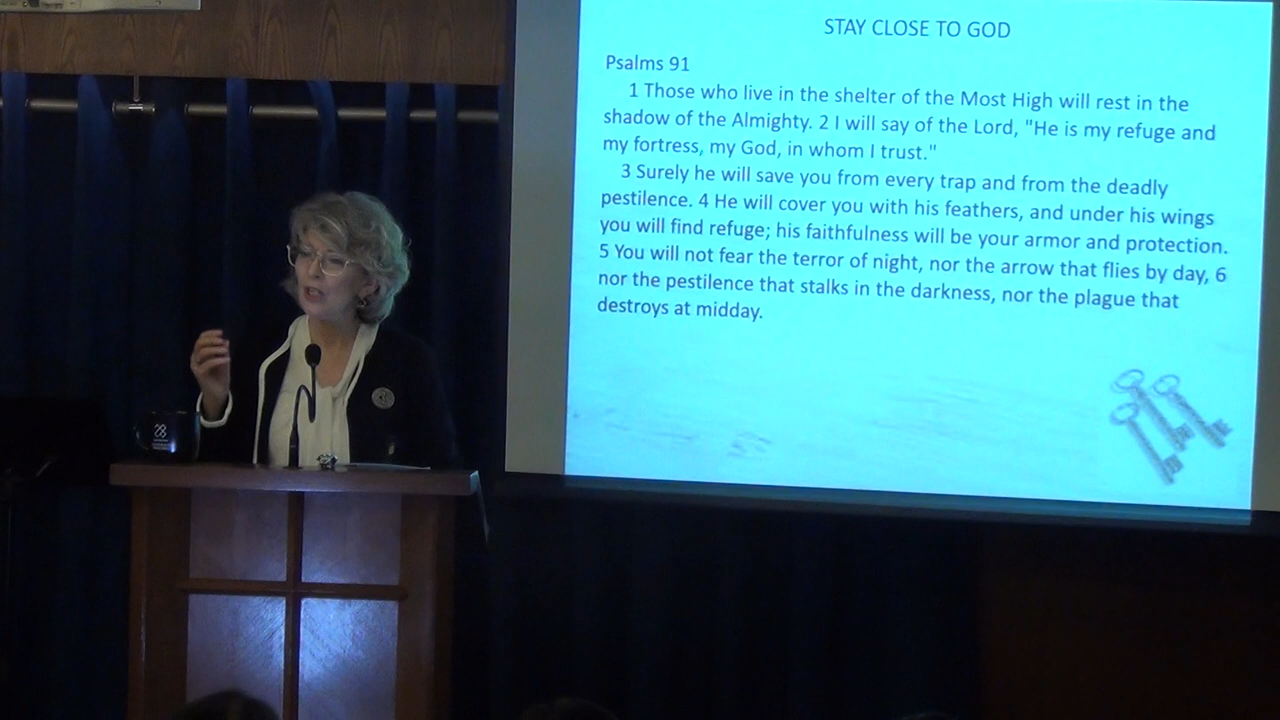 STAY CLOSE TO GOD
Psalms 91
1 Those who live in the shelter of the Most High will rest in the
shadow of the Almighty. 2 I will say of the Lord, "He is my refuge and
my fortress, my God, in whom I trust."
3 Surely he will save you from every trap and from the deadly
pestilence. 4 He will cover you with his feathers, and under his wings
you will find refuge; his faithfulness will be your armor and protection.
5 You will not fear the terror of night, nor the arrow that flies by day, 6
nor the pestilence that stalks in the darkness, nor the plague that
destroys at midday.